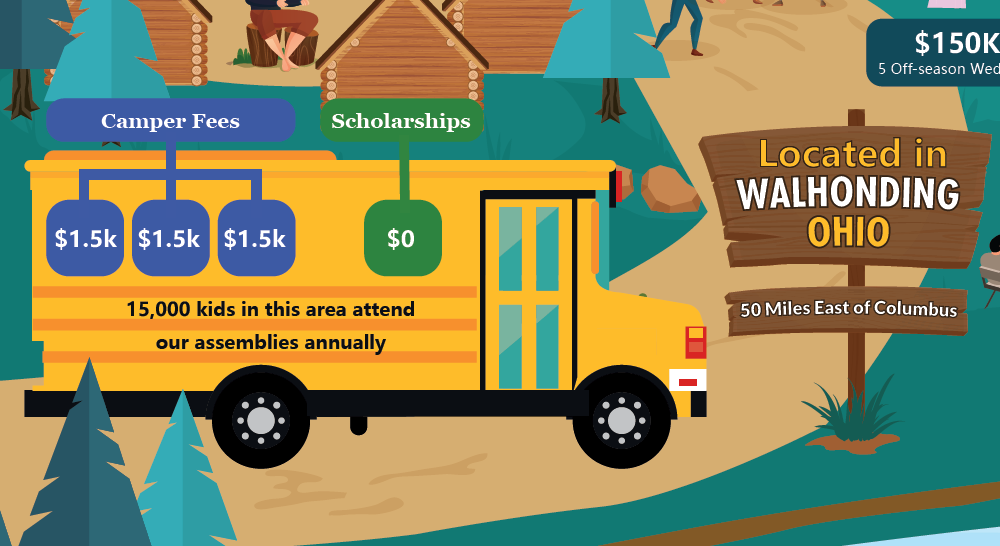 $150K
5 Off-season Wed
Camper Fees
Scholarships
$1.5k $1.5k $1.5k
$0
15,000 kids in this area attend
our assemblies annually
Located in
WALHONDING
OHIO
50 Miles East of Columbus